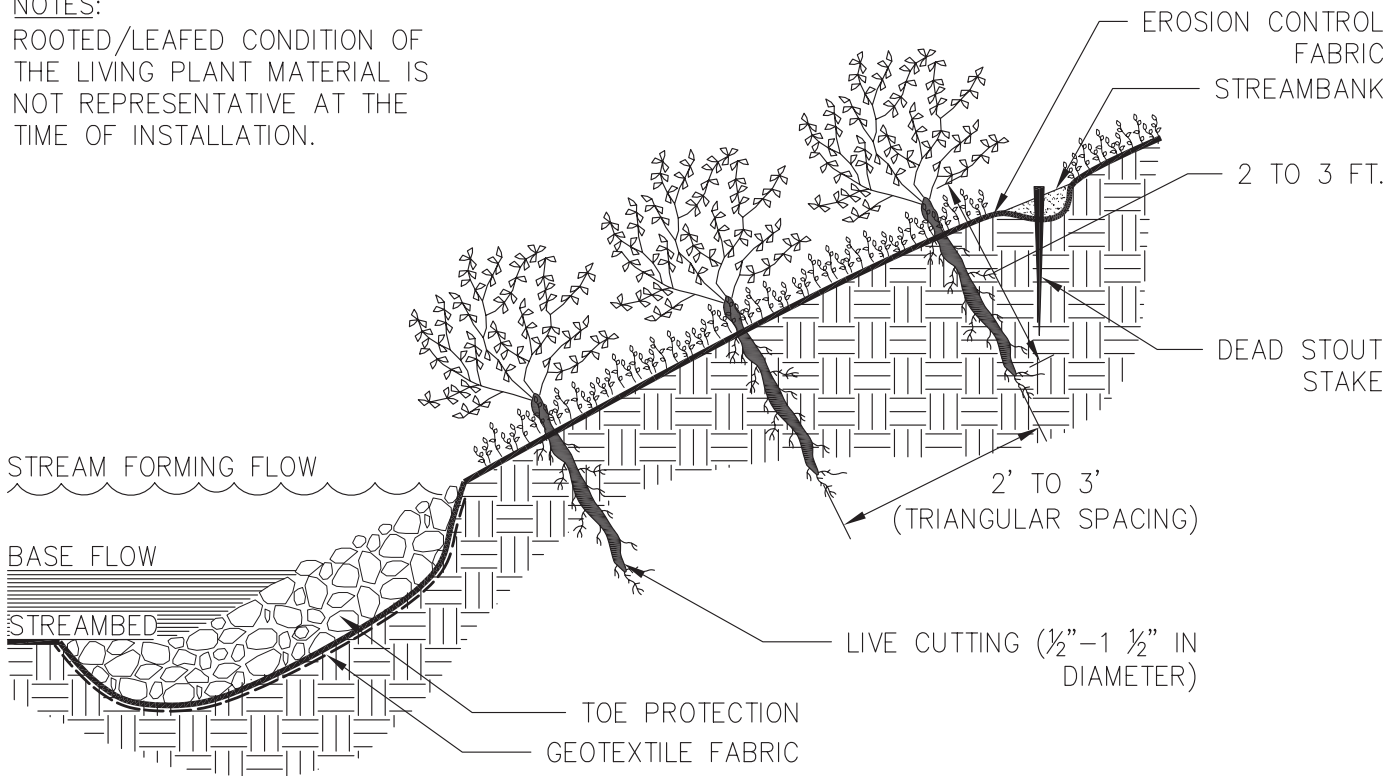 NOTES:
ROOTED/LEAFED CONDITION OF
THE LIVING PLANT MATERIAL IS
NOT REPRESENTATIVE AT THE
TIME OF INSTALLATION.
EROSION CONTROL
FABRIC
STREAMBANK
2 TO 3 FT.
DEAD STOUT
STAKE
STREAM FORMING FLOW
2' TO 3'
(TRIANGULAR SPACING)
BASE FLOW
STREAMBED
LIVE CUTTING (½"-1 ½" IN
DIAMETER)
TOE PROTECTION
GEOTEXTILE FABRIC